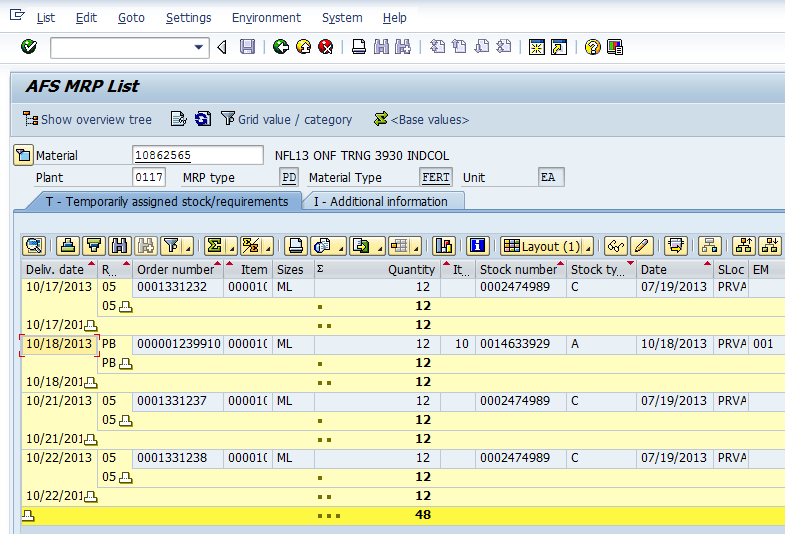 List Edit Goto Settings Environment System Help
AFS MRP List
Show overview tree Grid value / category <Base values>
Material 10862565 NFL13 ONF TRNG 3930 INDCOL
Plant 0117 MRP type PD Material Type FERT Unit EA
T - Temporarily assigned stock/requirements I - Additional information
Layout (1)
Deliv. date R... Order number Item Sizes Σ Quantity It... Stock number Stock ty... Date SLoc EM
10/17/2013 05 0001331232 00001( ML 12 0002474989 C 07/19/2013 PRVA
05 12
10/17/201 12
10/18/2013 PB 000001239910 00001( ML 12 10 0014633929 A 10/18/2013 PRVA 001
PB 12
10/18/201 12
10/21/2013 05 0001331237 00001( ML 12 0002474989 C 07/19/2013 PRVA
05 12
10/21/201 12
10/22/2013 05 0001331238 00001( ML 12 0002474989 C 07/19/2013 PRVA
05 12
10/22/201 12
48